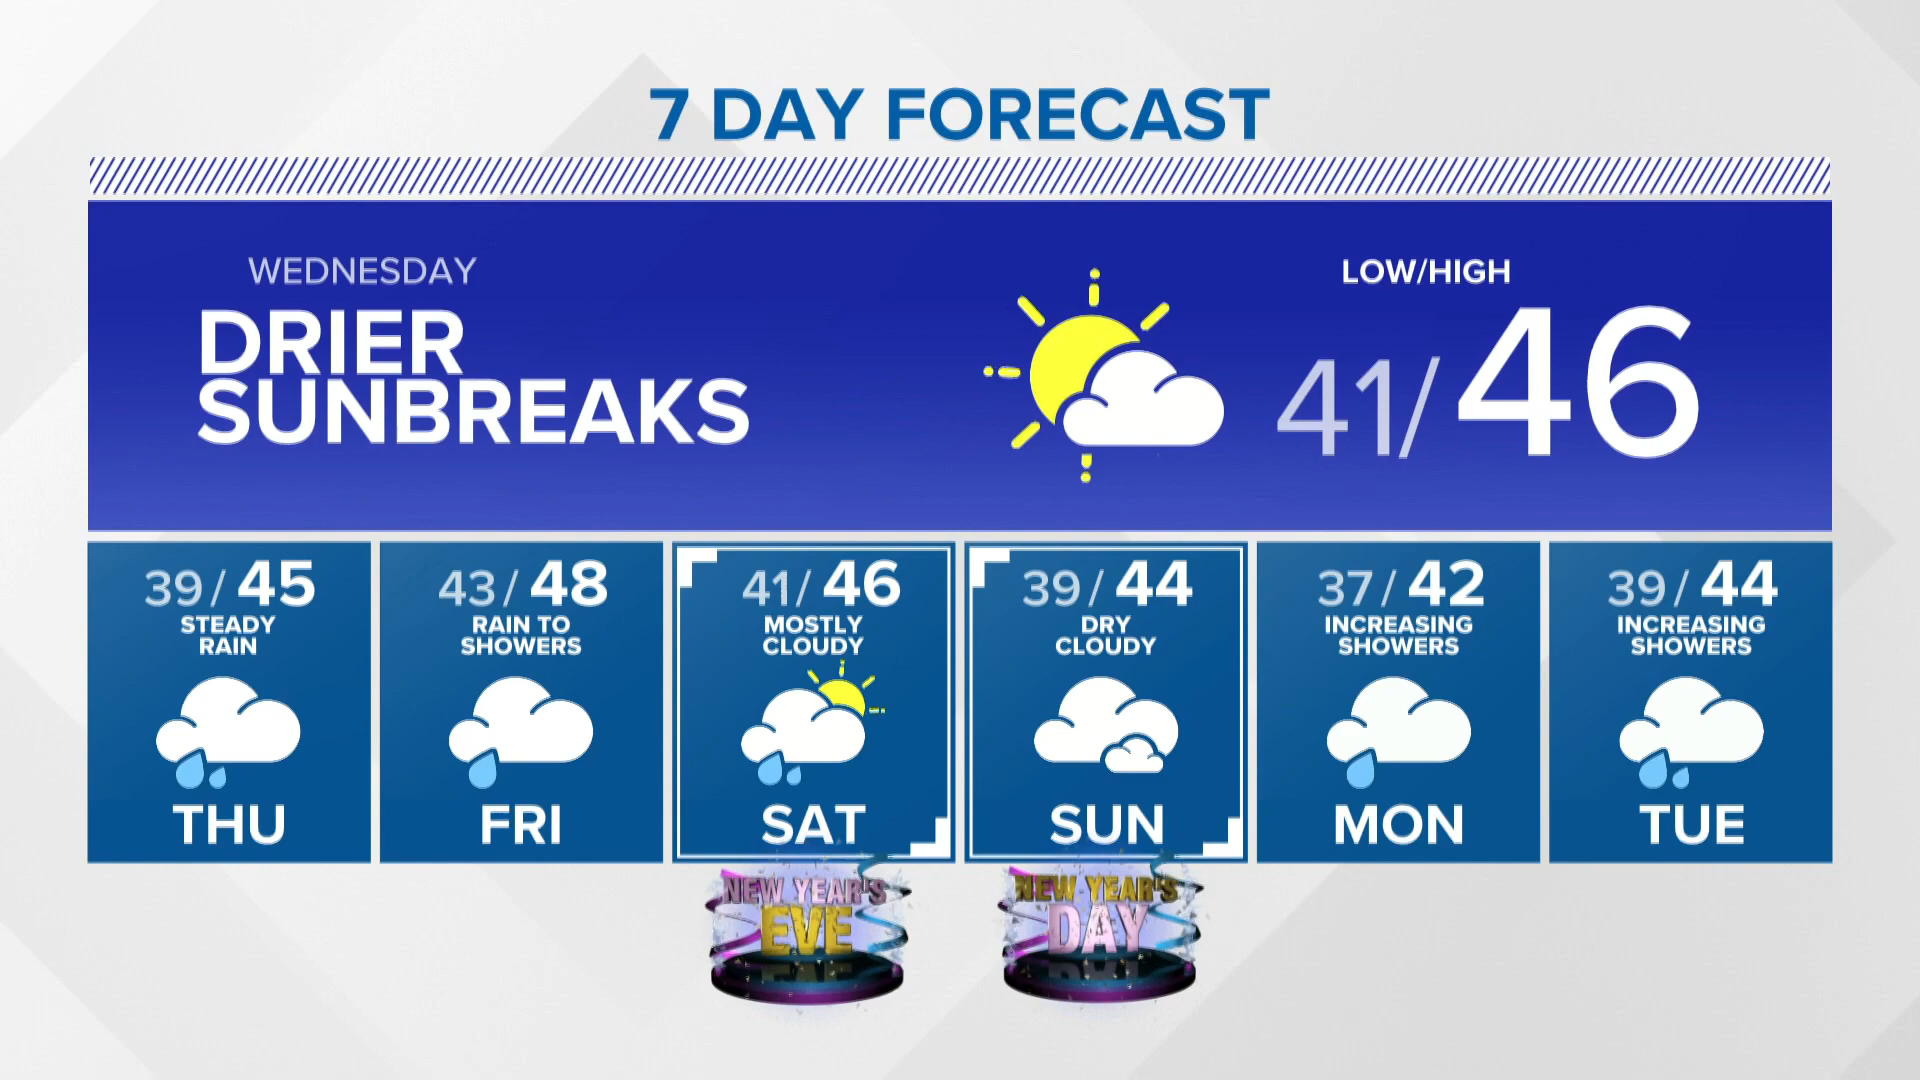 7 DAY FORECAST
WEDNESDAY
DRIER
SUNBREAKS
LOW/HIGH
41/46
39/45
STEADY
RAIN
THU
43/48
RAIN TO
SHOWERS
FRI
41/46
MOSTLY
CLOUDY
SAT
NEW YEAR'S
EVE
39/44
DRY
CLOUDY
SUN
NEW YEAR'S
DAY
37/42
INCREASING
SHOWERS
MON
39/44
INCREASING
SHOWERS
TUE